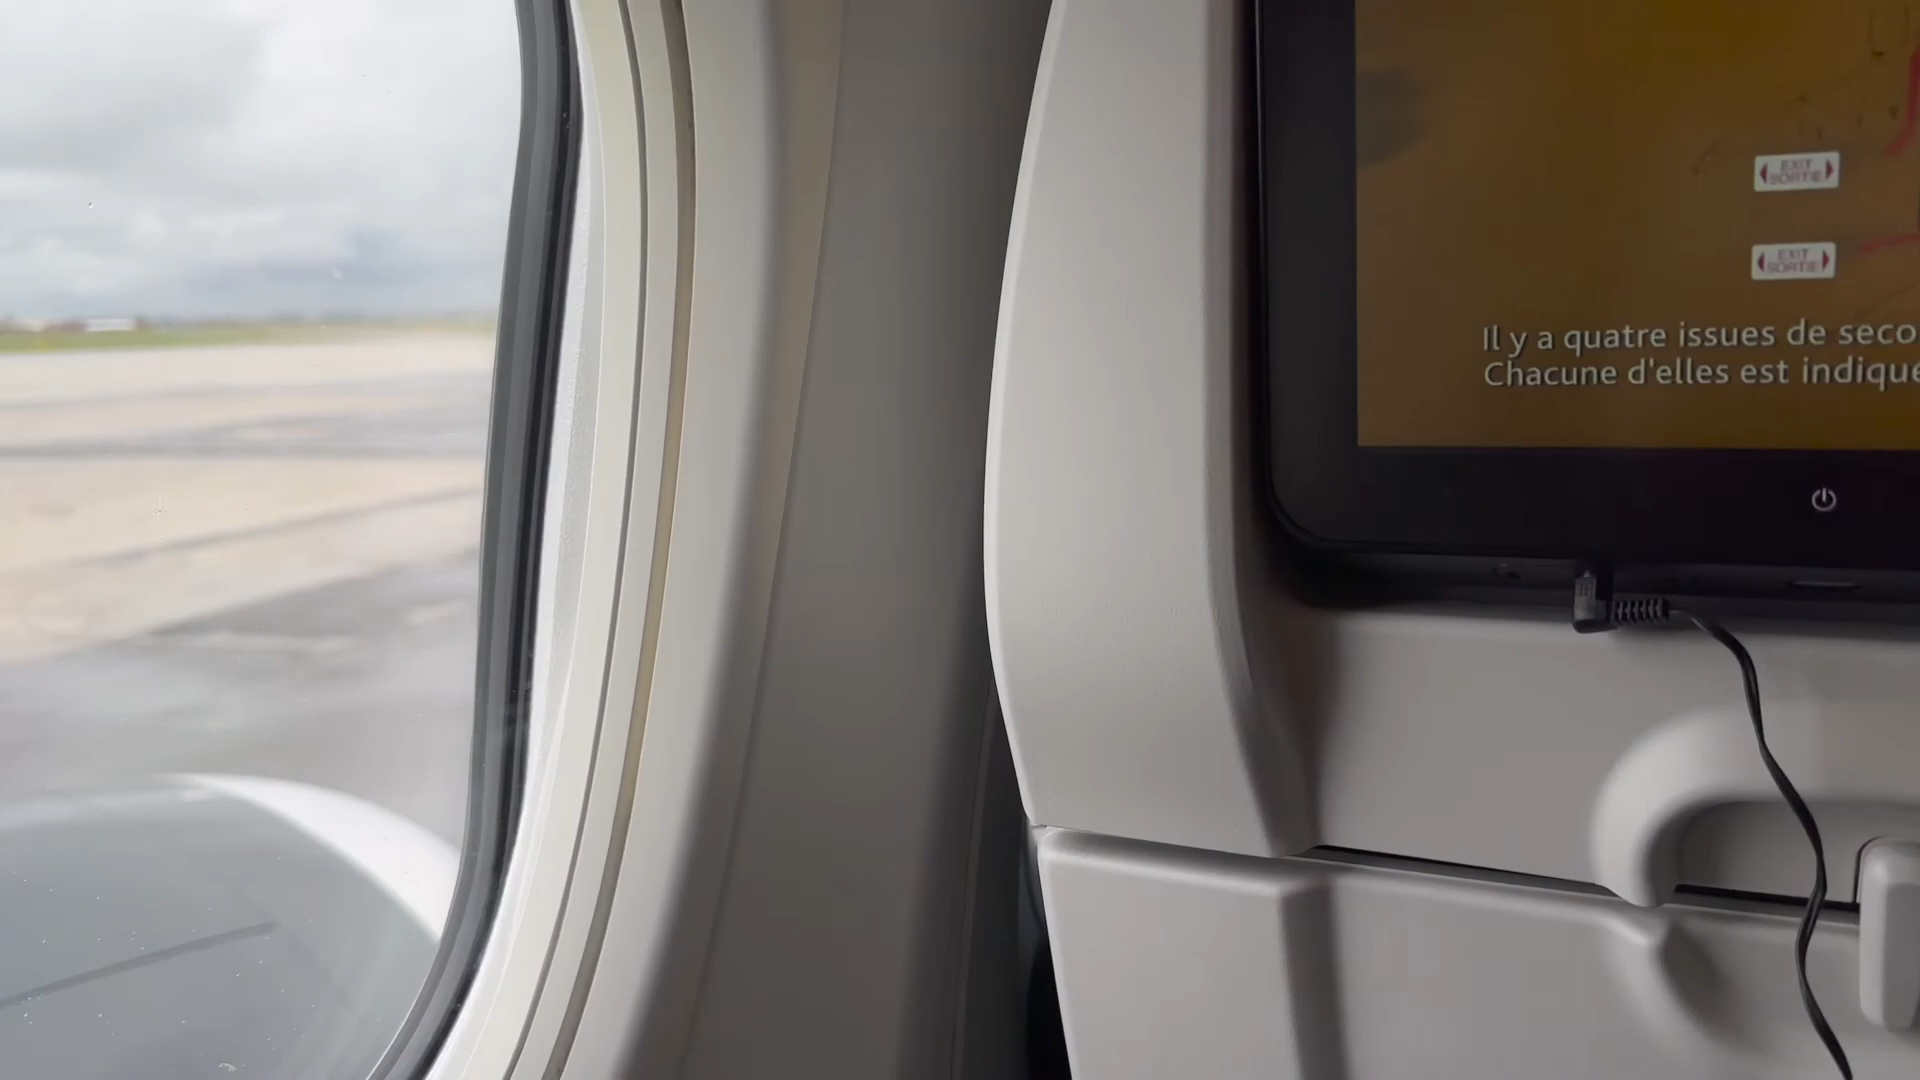 EXIT
SORTIE
EXIT
SORTIE
Il y a quatre issues de seco
Chacune d'elles est indique